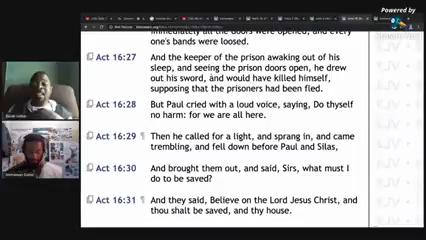 Powered by
immediately all the doors were opened, and every
one's bands were loosed.
Act 16:27 And the keeper of the prison awaking out of his
sleep, and seeing the prison doors open, he drew
out his sword, and would have killed himself,
supposing that the prisoners had been fled.
Act 16:28 But Paul cried with a loud voice, saying, Do thyself
no harm: for we are all here.
Act 16:29 ¶ Then he called for a light, and sprang in, and came
trembling, and fell down before Paul and Silas,
Act 16:30 And brought them out, and said, Sirs, what must I
do to be saved?
Act 16:31 ¶ And they said, Believe on the Lord Jesus Christ, and
thou shalt be saved, and thy house.